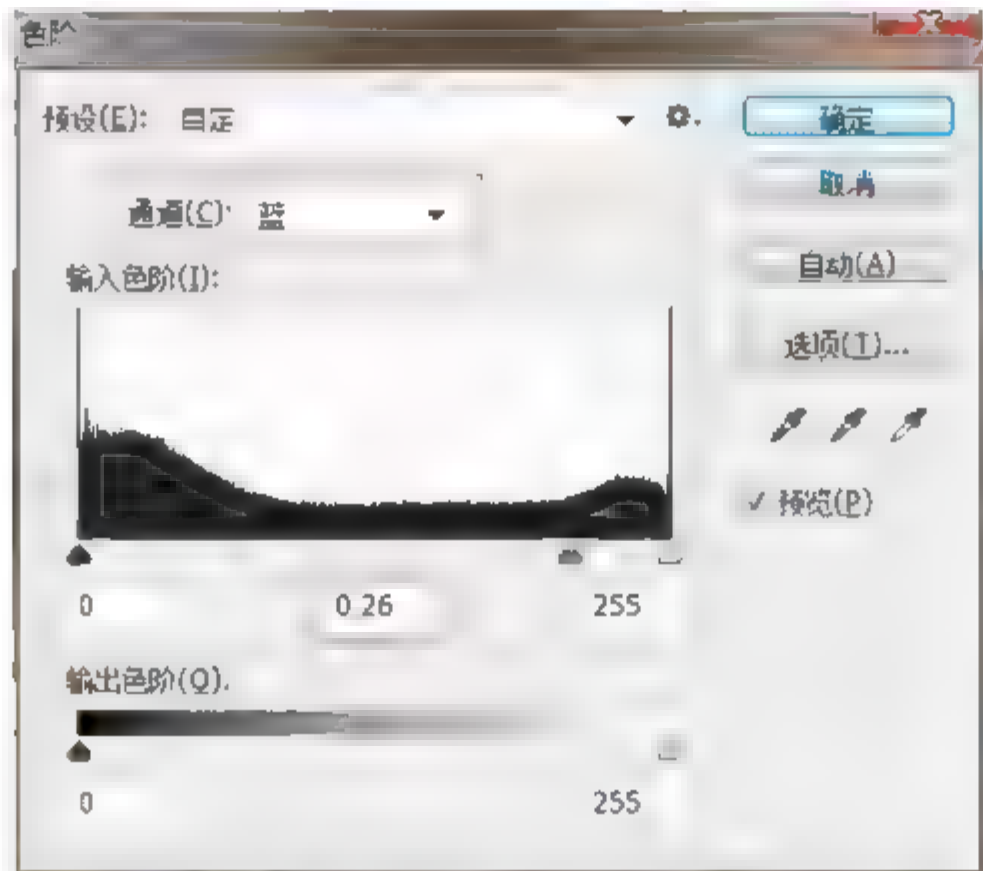 色阶
预设(E): 自定
确定
取消
通道(C): 蓝
自动(A)
输入色阶(I):
选项(T)...
✓ 预览(P)
0 0.26 255
输出色阶(O):
0 255